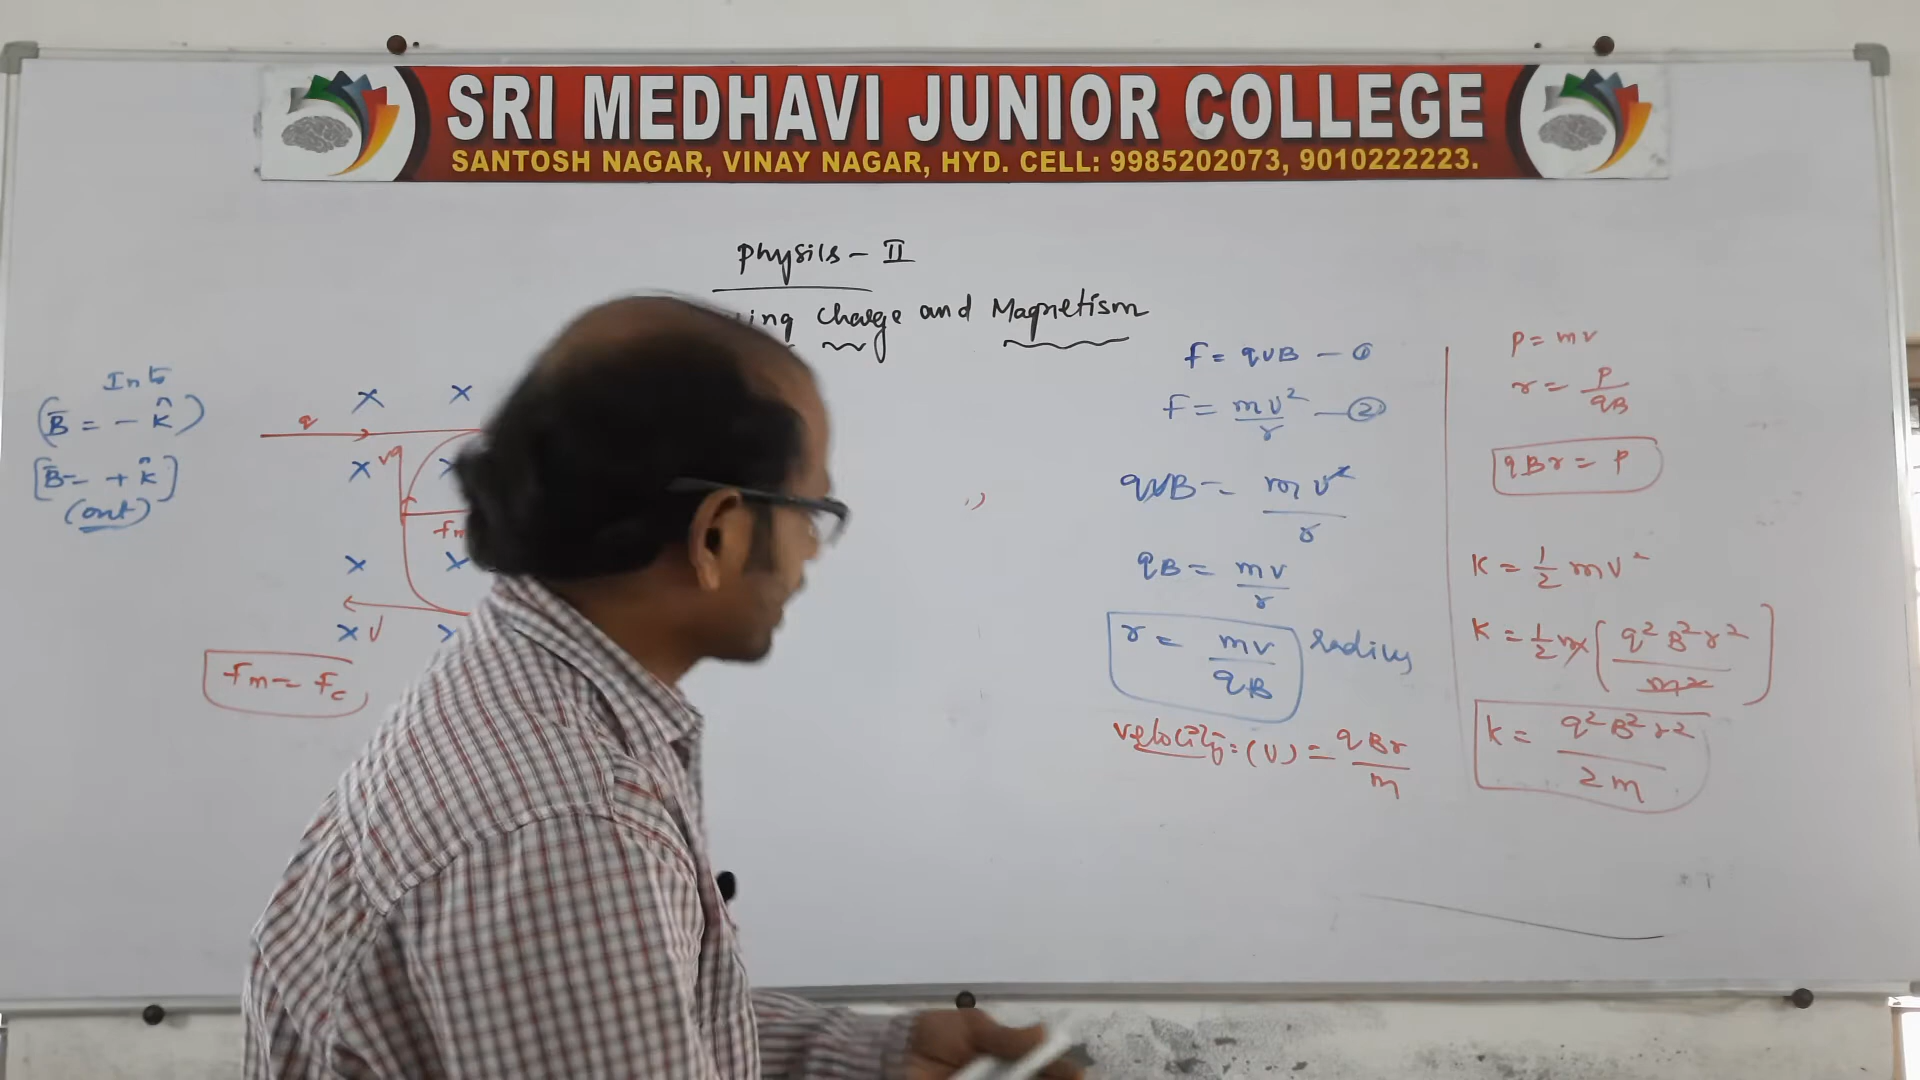 SRI MEDHAVI JUNIOR COLLEGE
SANTOSH NAGAR, VINAY NAGAR, HYD. CELL: 9985202073, 9010222223.
Physics - II
charge and Magnetism
Into
(B̄ = - k̂)
[B̄ = + k̂]
(out)
q
x x
x x
fm
x x
x v
fm = fc
F = qvB - ①
F = mv²/r - ②
qvB = mv²/r
qB = mv/r
r = mv/qB radius
velocity: (v) = qBr/m
P = mv
r = P/qB
qBr = P
K = 1/2 mv²
K = 1/2 m (q²B²r²/m²)
K = q²B²r²/2m